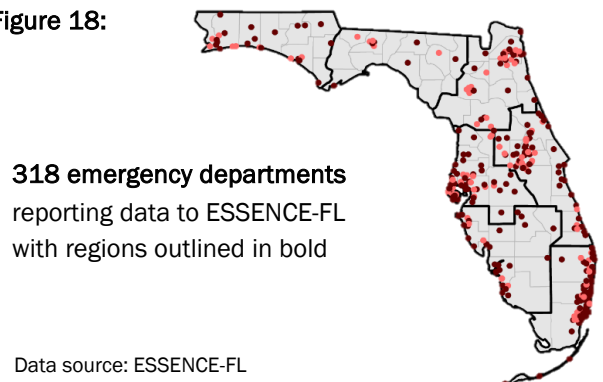 Figure 18:
318 emergency departments
reporting data to ESSENCE-FL
with regions outlined in bold
Data source: ESSENCE-FL